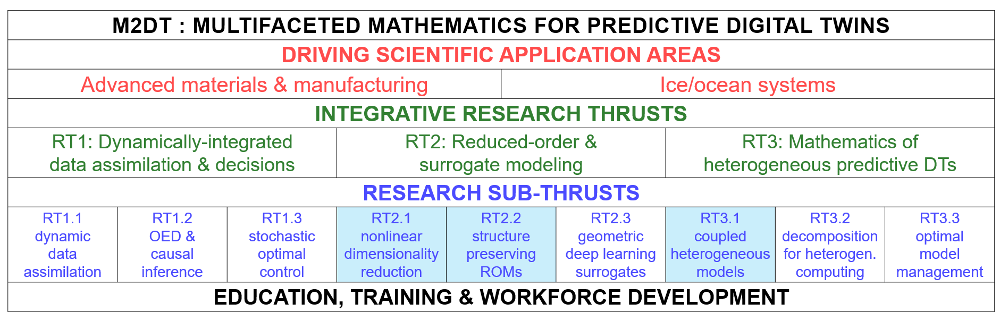 M2DT : MULTIFACETED MATHEMATICS FOR PREDICTIVE DIGITAL TWINS
DRIVING SCIENTIFIC APPLICATION AREAS
Advanced materials & manufacturing
Ice/ocean systems
INTEGRATIVE RESEARCH THRUSTS
RT1: Dynamically-integrated
data assimilation & decisions
RT2: Reduced-order &
surrogate modeling
RT3: Mathematics of
heterogeneous predictive DTs
RESEARCH SUB-THRUSTS
RT1.1
dynamic
data
assimilation
RT1.2
OED &
causal
inference
RT1.3
stochastic
optimal
control
RT2.1
nonlinear
dimensionality
reduction
RT2.2
structure
preserving
ROMs
RT2.3
geometric
deep learning
surrogates
RT3.1
coupled
heterogeneous
models
RT3.2
decomposition
for heterogen.
computing
RT3.3
optimal
model
management
EDUCATION, TRAINING & WORKFORCE DEVELOPMENT